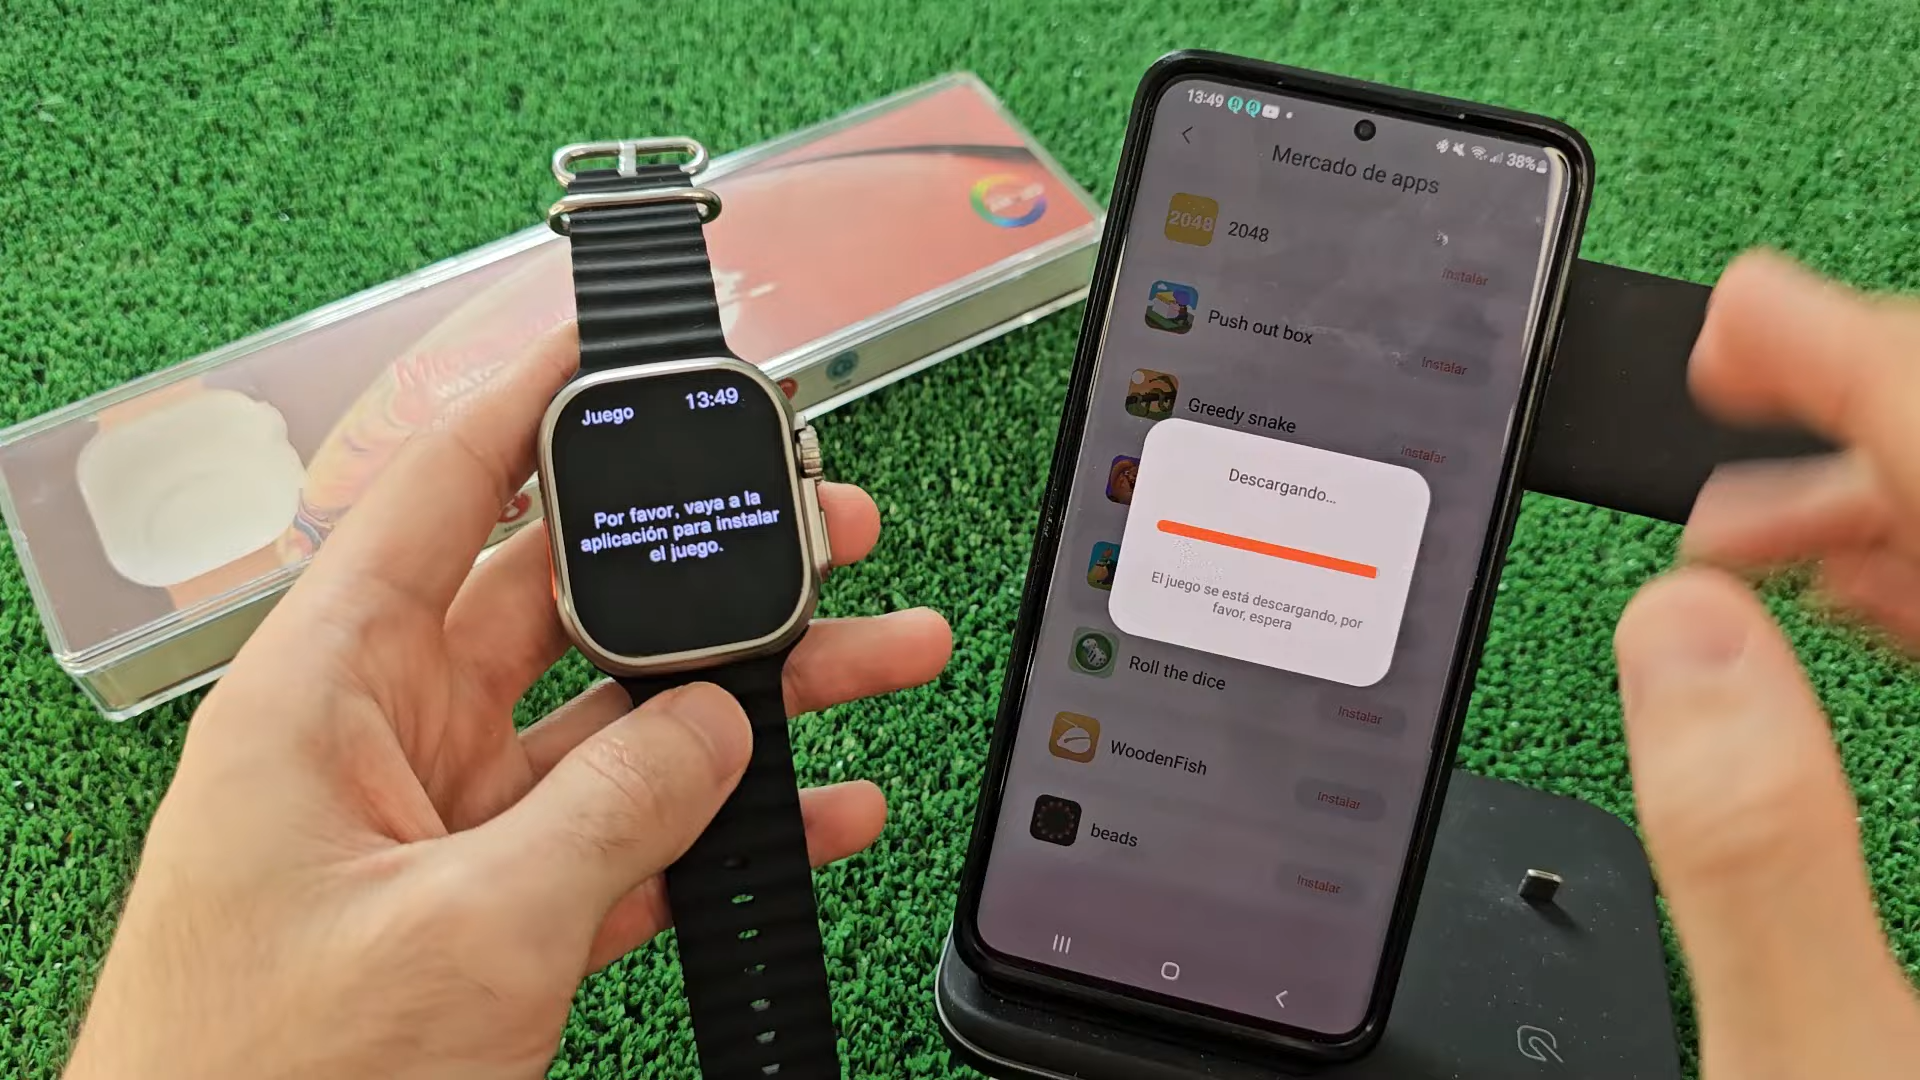 Juego 13:49
Por favor, vaya a la
aplicación para instalar
el juego.
13:49
38%
Mercado de apps
2048
2048
Instalar
Push out box
Instalar
Greedy snake
Instalar
Descargando...
El juego se está descargando, por
favor, espera
Roll the dice
Instalar
WoodenFish
Instalar
beads
Instalar